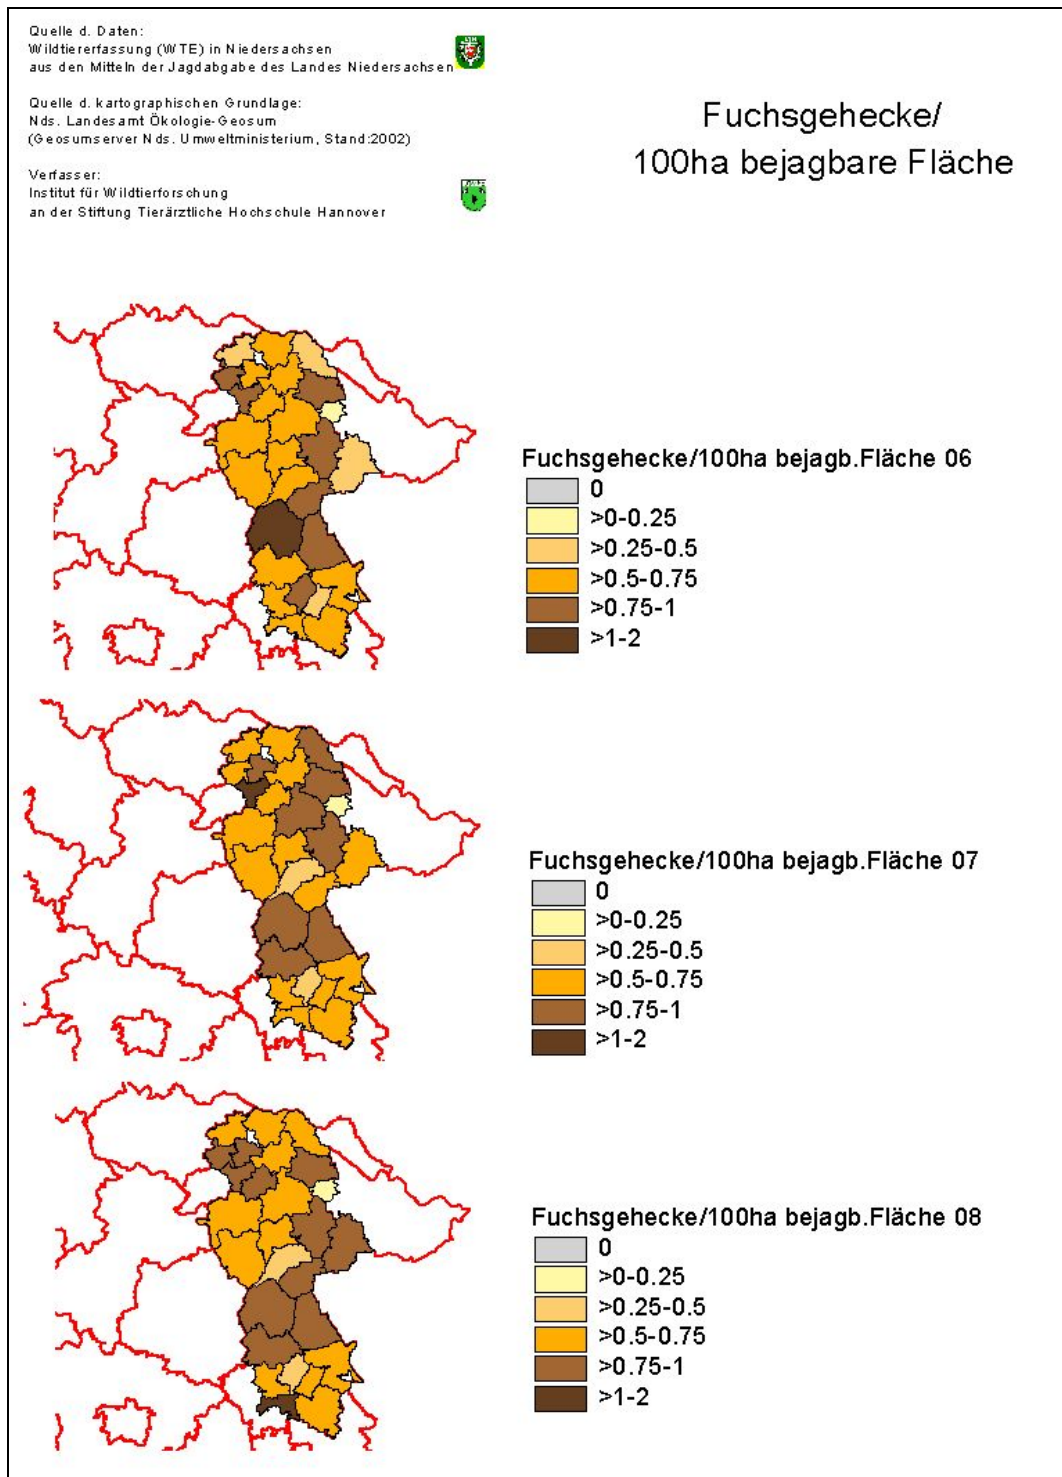 Quelle d. Daten:
Wildtiererfassung (WTE) in Niedersachsen
aus den Mitteln der Jagdabgabe des Landes Niedersachsen
Quelle d. kartographischen Grundlage:
Nds. Landesamt Ökologie-Geosum
(Geosumserver Nds. Umweltministerium, Stand:2002)
Verfasser:
Institut für Wildtierforschung
an der Stiftung Tierärztliche Hochschule Hannover
Fuchsgehecke/
100ha bejagbare Fläche
Fuchsgehecke/100ha bejagb.Fläche 06
0
>0-0.25
>0.25-0.5
>0.5-0.75
>0.75-1
>1-2
Fuchsgehecke/100ha bejagb.Fläche 07
0
>0-0.25
>0.25-0.5
>0.5-0.75
>0.75-1
>1-2
Fuchsgehecke/100ha bejagb.Fläche 08
0
>0-0.25
>0.25-0.5
>0.5-0.75
>0.75-1
>1-2